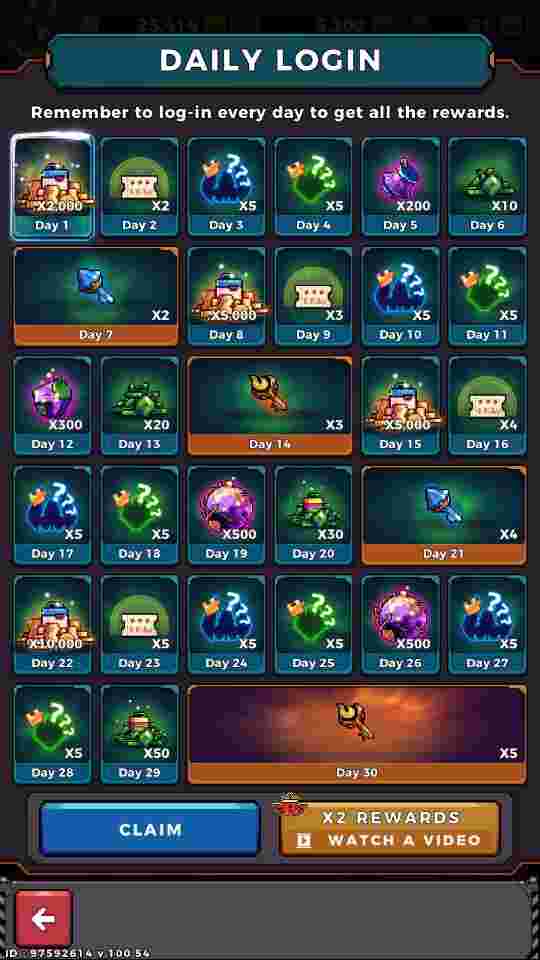 DAILY LOGIN
Remember to log-in every day to get all the rewards.
X2,000 X2 X5 X5 X200 X10
Day 1 Day 2 Day 3 Day 4 Day 5 Day 6
X2 X5,000 X3 X5 X5
Day 7 Day 8 Day 9 Day 10 Day 11
X300 X20 X3 X5,000 X4
Day 12 Day 13 Day 14 Day 15 Day 16
X5 X5 X500 X30 X4
Day 17 Day 18 Day 19 Day 20 Day 21
X10,000 X5 X5 X5 X500 X5
Day 22 Day 23 Day 24 Day 25 Day 26 Day 27
X5 X50 X5
Day 28 Day 29 Day 30
CLAIM
X2 REWARDS
WATCH A VIDEO
ID : 97592614 v.100.54